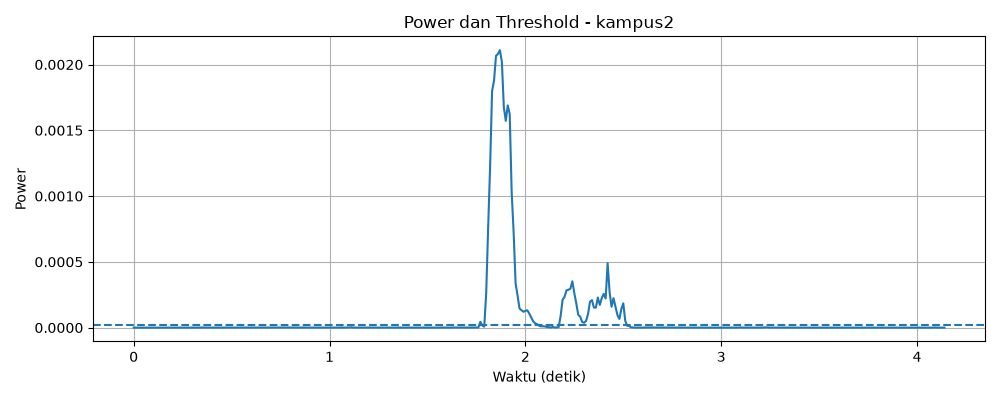 Power dan Threshold - kampus2
0.0020
0.0015
0.0010
0.0005
0.0000
Power
0 1 2 3 4
Waktu (detik)